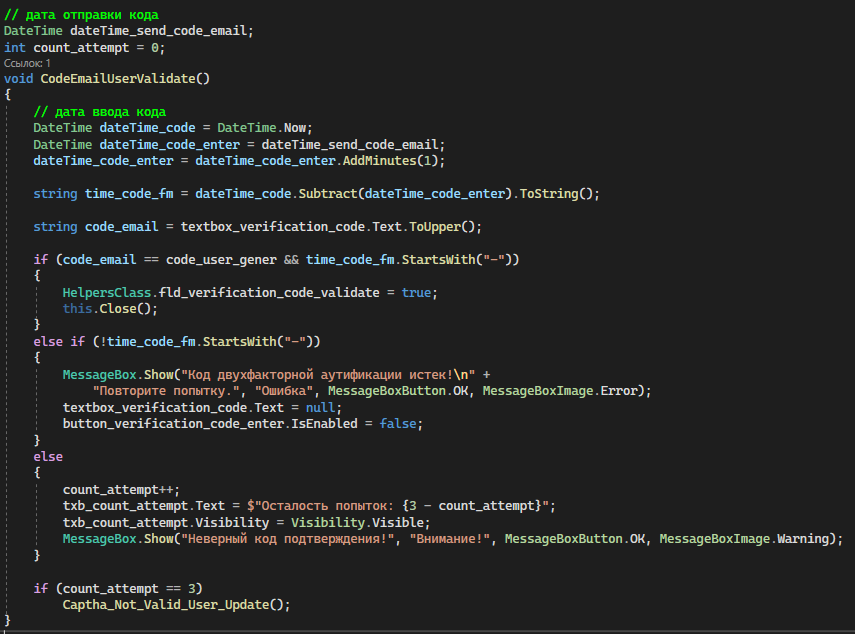 // дата отправки кода
DateTime dateTime_send_code_email;
int count_attempt = 0;
Ссылок: 1
void CodeEmailUserValidate()
{
// дата ввода кода
DateTime dateTime_code = DateTime.Now;
DateTime dateTime_code_enter = dateTime_send_code_email;
dateTime_code_enter = dateTime_code_enter.AddMinutes(1);
string time_code_fm = dateTime_code.Subtract(dateTime_code_enter).ToString();
string code_email = textbox_verification_code.Text.ToUpper();
if (code_email == code_user_gener && time_code_fm.StartsWith("-"))
{
HelpersClass.fld_verification_code_validate = true;
this.Close();
}
else if (!time_code_fm.StartsWith("-"))
{
MessageBox.Show("Код двухфакторной аутификации истек!\n" +
"Повторите попытку.", "Ошибка", MessageBoxButton.OK, MessageBoxImage.Error);
textbox_verification_code.Text = null;
button_verification_code_enter.IsEnabled = false;
}
else
{
count_attempt++;
txb_count_attempt.Text = $"Осталость попыток: {3 - count_attempt}";
txb_count_attempt.Visibility = Visibility.Visible;
MessageBox.Show("Неверный код подтверждения!", "Внимание!", MessageBoxButton.OK, MessageBoxImage.Warning);
}
if (count_attempt == 3)
Captha_Not_Valid_User_Update();
}